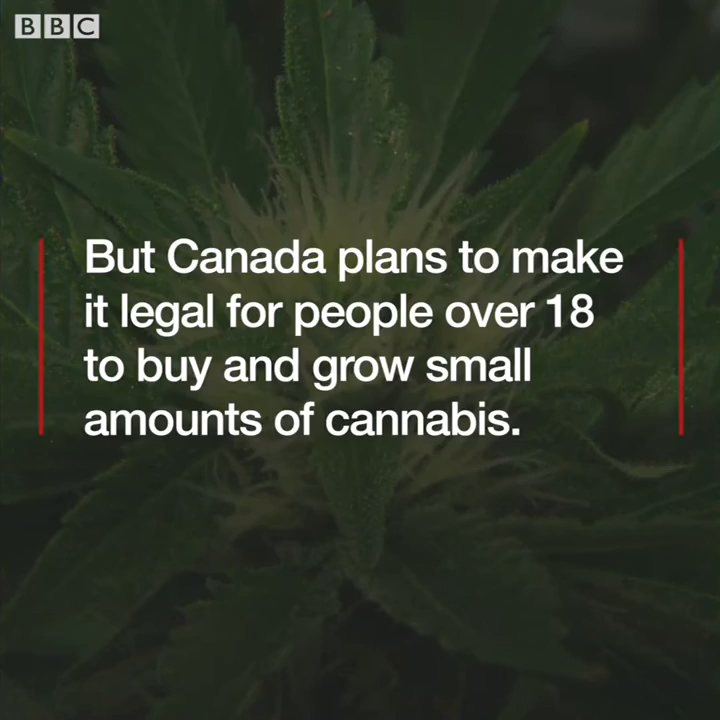 BBC
But Canada plans to make
it legal for people over 18
to buy and grow small
amounts of cannabis.